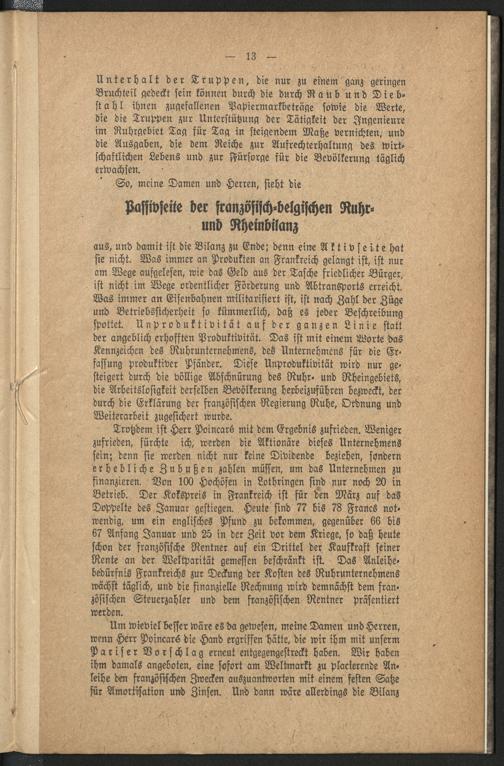 — 13 —
Unterhalt der Truppen, die nur zu einem ganz geringen
Bruchteil gedeckt sein können durch die durch Raub und Dieb-
stahl ihnen zugefallenen Papiermarkbeträge sowie die Werte,
die die Truppen zur Unterstützung der Tätigkeit der Ingenieure
im Ruhrgebiet Tag für Tag in steigendem Maße vernichten, und
die Ausgaben, die dem Reiche zur Aufrechterhaltung des wirt-
schaftlichen Lebens und zur Fürsorge für die Bevölkerung täglich
erwachsen.
So, meine Damen und Herren, sieht die
Passivseite der französisch-belgischen Ruhr-
und Rheinbilanz
aus, und damit ist die Bilanz zu Ende; denn eine Aktivseite hat
sie nicht. Was immer an Produkten an Frankreich gelangt ist, ist nur
am Wege aufgelesen, wie das Geld aus der Tasche friedlicher Bürger,
ist nicht im Wege ordentlicher Förderung und Abtransports erreicht.
Was immer an Eisenbahnen militarisiert ist, ist nach Zahl der Züge
und Betriebssicherheit so kümmerlich, daß es jeder Beschreibung
spottet. Unproduktivität auf der ganzen Linie statt
der angeblich erhofften Produktivität. Das ist mit einem Worte das
Kennzeichen des Ruhrunternehmens, des Unternehmens für die Er-
fassung produktiver Pfänder. Diese Unproduktivität wird nur ge-
steigert durch die völlige Abschnürung des Ruhr- und Rheingebiets,
die Arbeitslosigkeit derselben Bevölkerung herbeizuführen bezweckt, der
durch die Erklärung der französischen Regierung Ruhe, Ordnung und
Weiterarbeit zugesichert wurde.
Trotzdem ist Herr Poincaré mit dem Ergebnis zufrieden. Weniger
zufrieden, fürchte ich, werden die Aktionäre dieses Unternehmens
sein; denn sie werden nicht nur keine Dividende beziehen, sondern
erhebliche Zubußen zahlen müssen, um das Unternehmen zu
finanzieren. Von 100 Hochöfen in Lothringen sind nur noch 20 in
Betrieb. Der Kokspreis in Frankreich ist für den März auf das
Doppelte des Januar gestiegen. Heute sind 77 bis 78 Francs not-
wendig, um ein englisches Pfund zu bekommen, gegenüber 66 bis
67 Anfang Januar und 25 in der Zeit vor dem Kriege, so daß heute
schon der französische Rentner auf ein Drittel der Kaufkraft seiner
Rente an der Weltparität gemessen beschränkt ist. Das Anleihe-
bedürfnis Frankreichs zur Deckung der Kosten des Ruhrunternehmens
wächst täglich, und die finanzielle Rechnung wird demnächst dem fran-
zösischen Steuerzahler und dem französischen Rentner präsentiert
werden.
Um wieviel besser wäre es da gewesen, meine Damen und Herren,
wenn Herr Poincaré die Hand ergriffen hätte, die wir ihm mit unserm
Pariser Vorschlag erneut entgegengestreckt haben. Wir haben
ihm damals angeboten, eine sofort am Weltmarkt zu placierende An-
leihe den französischen Zwecken auszuantworten mit einem festen Satze
für Amortisation und Zinsen. Und dann wäre allerdings die Bilanz